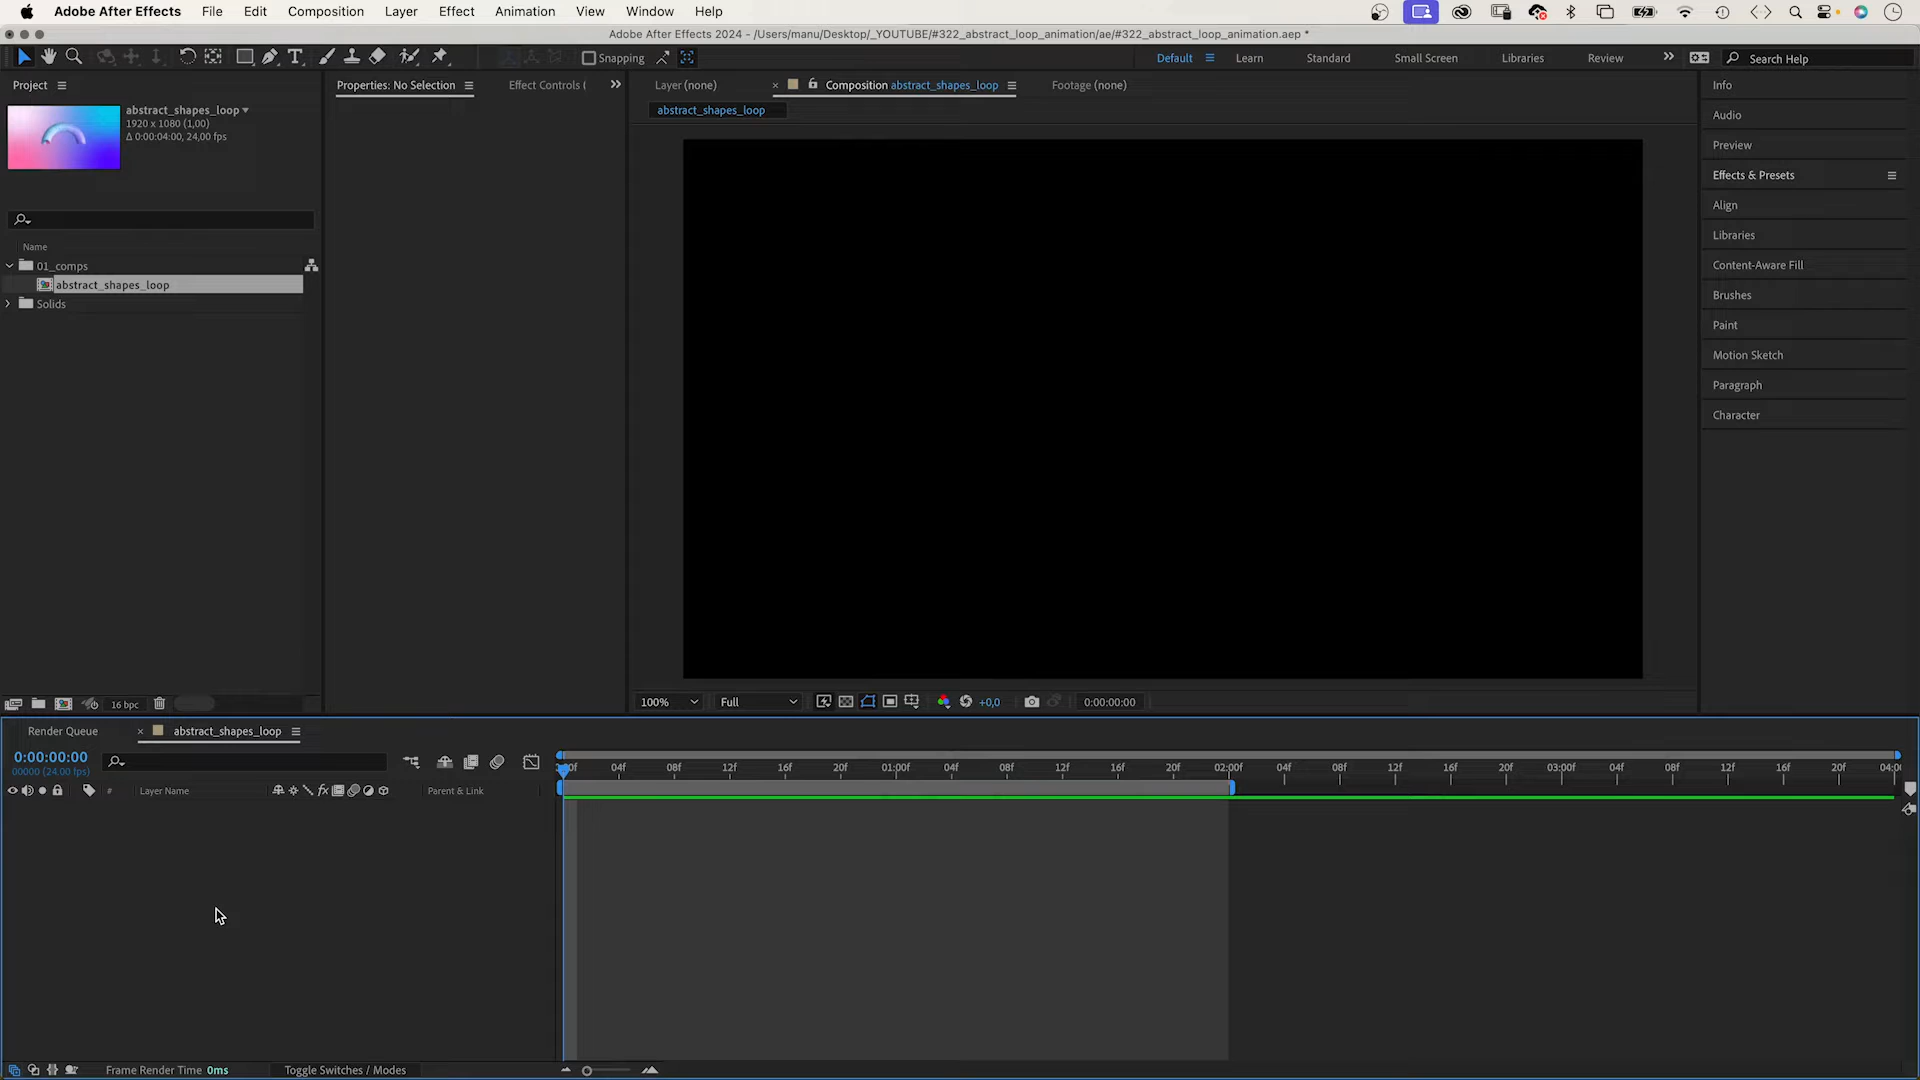 Adobe After Effects File Edit Composition Layer Effect Animation View Window Help
Adobe After Effects 2024 - /Users/manu/Desktop/_YOUTUBE/#322_abstract_loop_animation/ae/#322_abstract_loop_animation.aep *
Snapping
Default Learn Standard Small Screen Libraries Review
Search Help
Project
Properties: No Selection
Effect Controls (
Layer (none)
Composition abstract_shapes_loop
Footage (none)
abstract_shapes_loop
abstract_shapes_loop
1920 x 1080 (1,00)
Δ 0:00:04:00, 24,00 fps
Name
01_comps
abstract_shapes_loop
Solids
Info
Audio
Preview
Effects & Presets
Align
Libraries
Content-Aware Fill
Brushes
Paint
Motion Sketch
Paragraph
Character
16 bpc
100% Full +0,0 0:00:00:00
Render Queue
abstract_shapes_loop
0:00:00:00
00000 (24.00 fps)
# Layer Name
fx
Parent & Link
04f 08f 12f 16f 20f 01:00f 04f 08f 12f 16f 20f 02:00f 04f 08f 12f 16f 20f 03:00f 04f 08f 12f 16f 20f
Frame Render Time 0ms
Toggle Switches / Modes